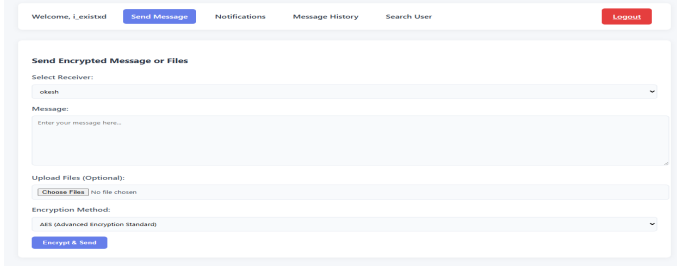 Welcome, i_existxd Send Message Notifications Message History Search User Logout
Send Encrypted Message or Files
Select Receiver:
okesh
Message:
Enter your message here...
Upload Files (Optional):
Choose Files No file chosen
Encryption Method:
AES (Advanced Encryption Standard)
Encrypt & Send